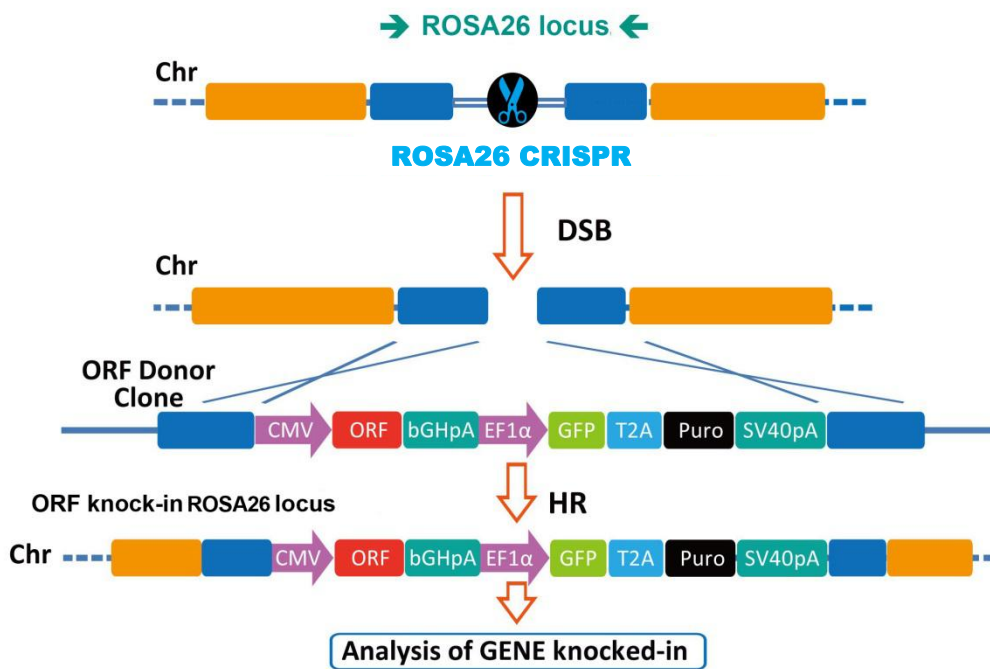 → ROSA26 locus ←
Chr
ROSA26 CRISPR
DSB
Chr
ORF Donor
Clone
CMV ORF bGHpA EF1α GFP T2A Puro SV40pA
HR
ORF knock-in ROSA26 locus
Chr CMV ORF bGHpA EF1α GFP T2A Puro SV40pA
Analysis of GENE knocked-in